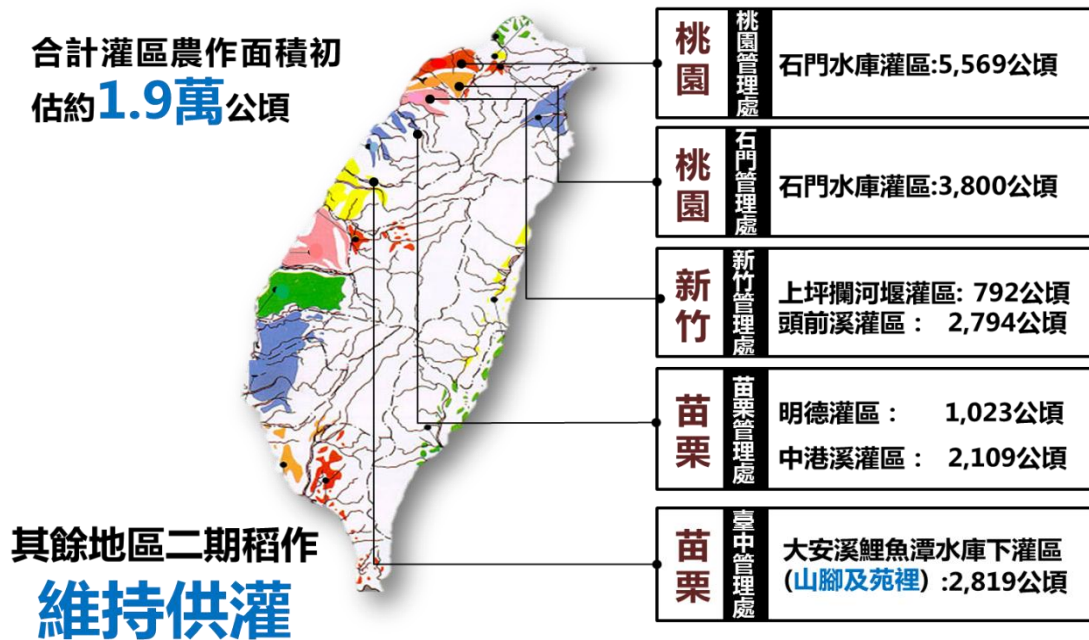 合計灌區農作面積初
估約1.9萬公頃
桃園
桃園管理處
石門水庫灌區:5,569公頃
桃園
石門管理處
石門水庫灌區:3,800公頃
新竹
新竹管理處
上坪攔河堰灌區: 792公頃
頭前溪灌區： 2,794公頃
苗栗
苗栗管理處
明德灌區： 1,023公頃
中港溪灌區： 2,109公頃
苗栗
臺中管理處
大安溪鯉魚潭水庫下灌區
(山腳及苑裡) :2,819公頃
其餘地區二期稻作
維持供灌